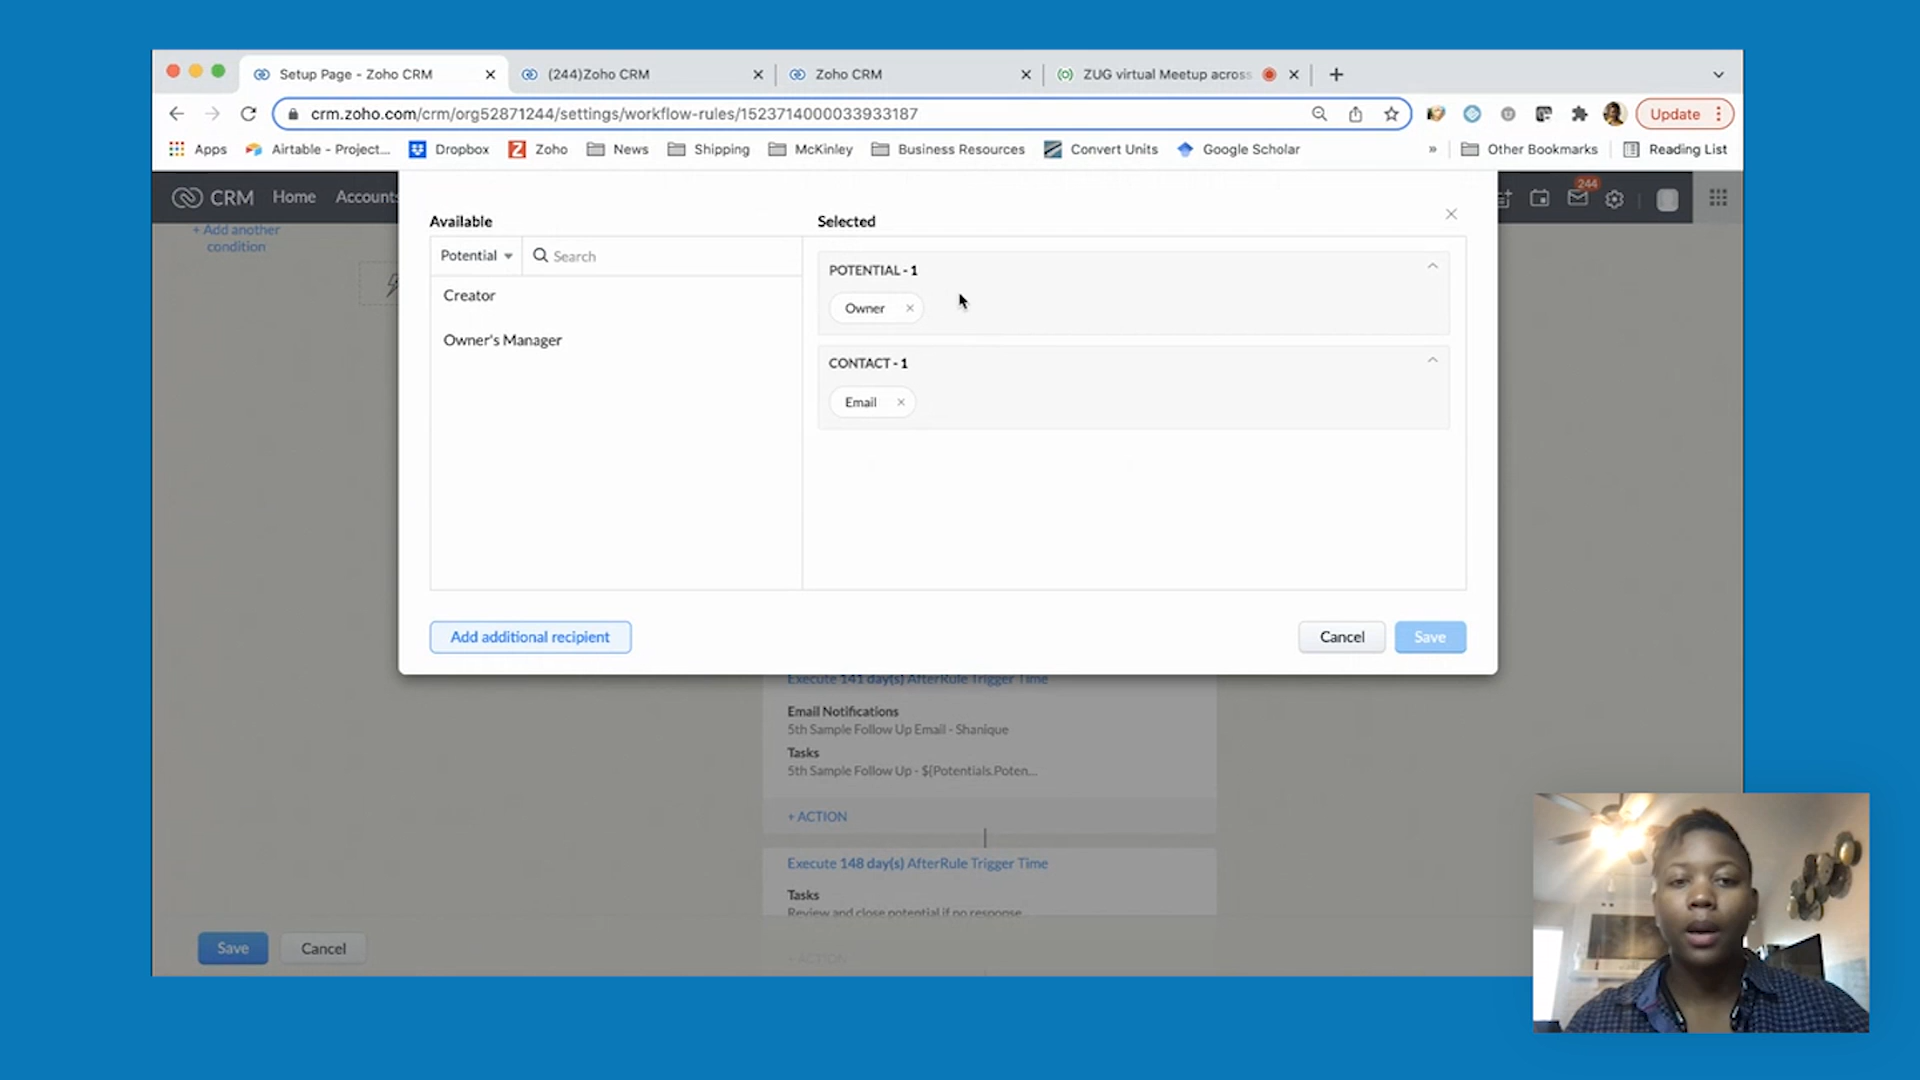 Setup Page - Zoho CRM
(244)Zoho CRM
Zoho CRM
ZUG virtual Meetup across
crm.zoho.com/crm/org52871244/settings/workflow-rules/1523714000033933187
Update
Apps
Airtable - Project...
Dropbox
Zoho
News
Shipping
McKinley
Business Resources
Convert Units
Google Scholar
»
Other Bookmarks
Reading List
CRM
Home
Accounts
244
+ Add another
condition
Available
Selected
Potential
Search
Creator
Owner's Manager
POTENTIAL - 1
Owner
CONTACT - 1
Email
Add additional recipient
Cancel
Save
Execute 141 day(s) AfterRule Trigger Time
Email Notifications
5th Sample Follow Up Email - Shanique
Tasks
5th Sample Follow Up - ${Potentials.Poten...
+ ACTION
Execute 148 day(s) AfterRule Trigger Time
Tasks
Review and close potential if no response
+ ACTION
Save
Cancel